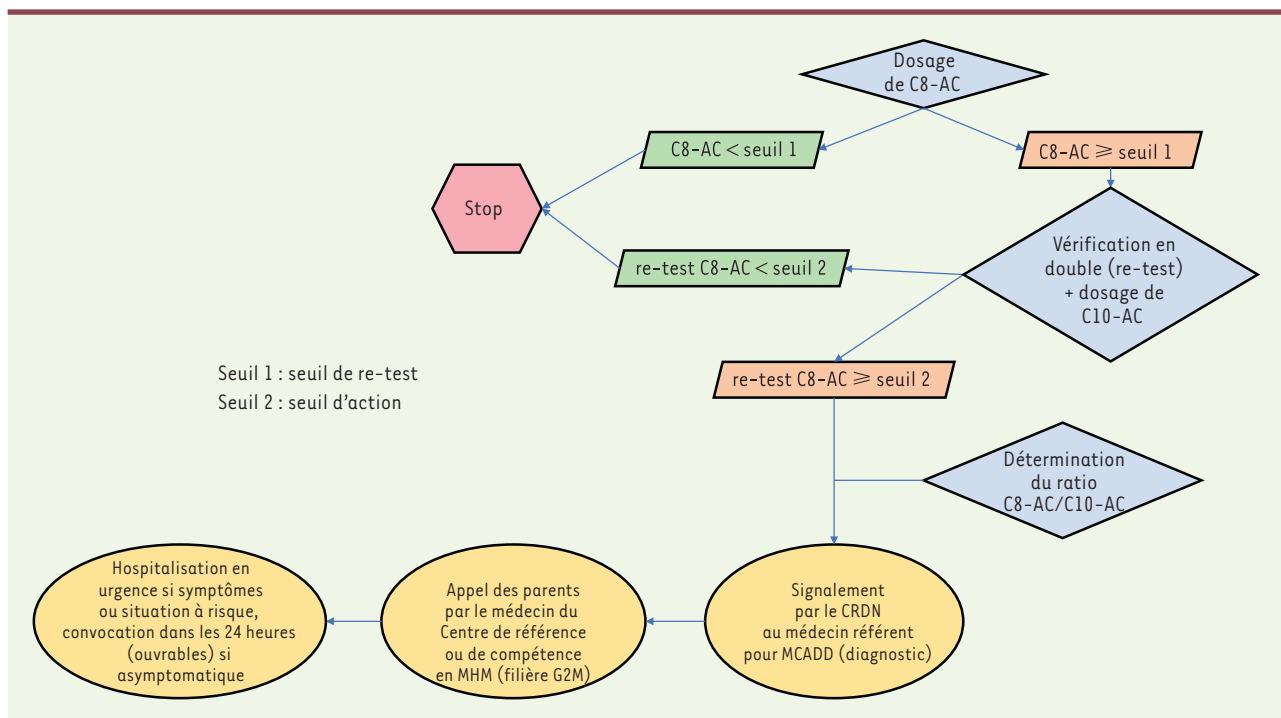 Dosage
de C8-AC
C8-AC < seuil 1
C8-AC ⩾ seuil 1
Stop
Vérification en
double (re-test)
+ dosage de
C10-AC
re-test C8-AC < seuil 2
re-test C8-AC ⩾ seuil 2
Seuil 1 : seuil de re-test
Seuil 2 : seuil d'action
Détermination
du ratio
C8-AC/C10-AC
Hospitalisation en
urgence si symptômes
ou situation à risque,
convocation dans les 24 heures
(ouvrables) si
asymptomatique
Appel des parents
par le médecin du
Centre de référence
ou de compétence
en MHM (filière G2M)
Signalement
par le CRDN
au médecin référent
pour MCADD (diagnostic)